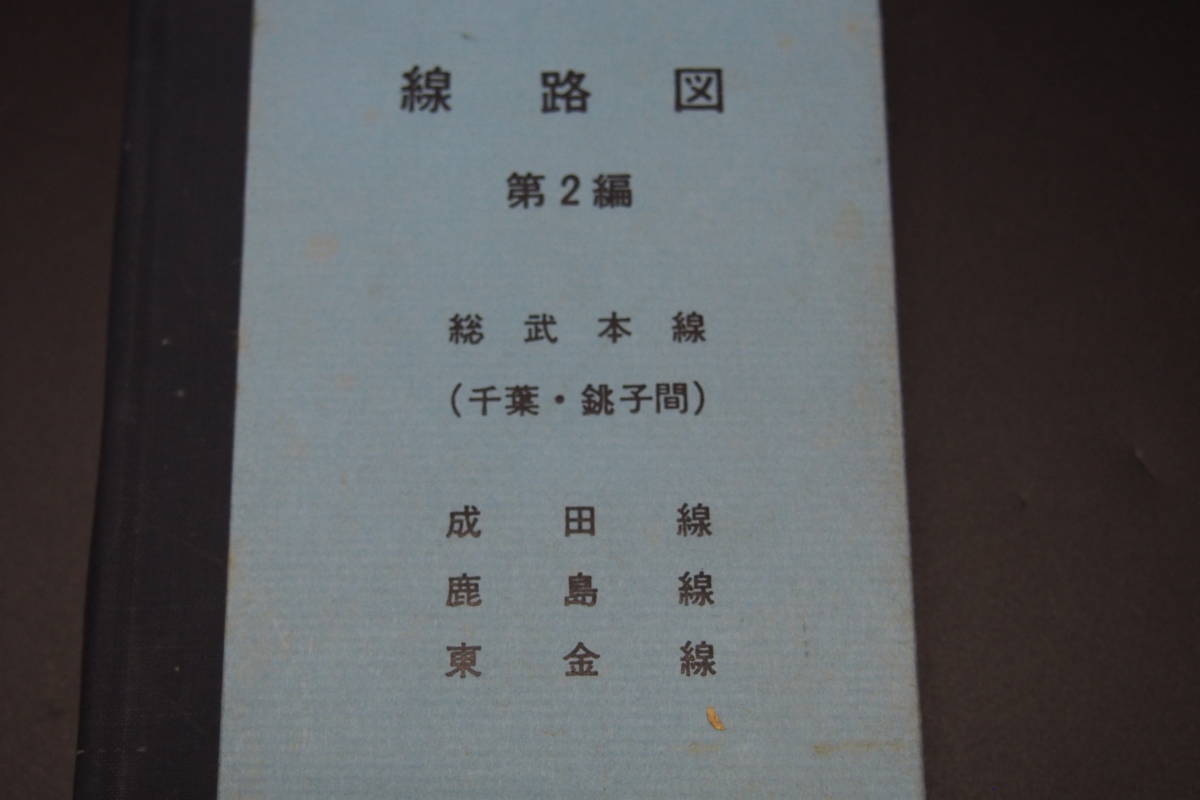 線路図
第2編
総武本線
(千葉・銚子間)
成田線
鹿島線
東金線